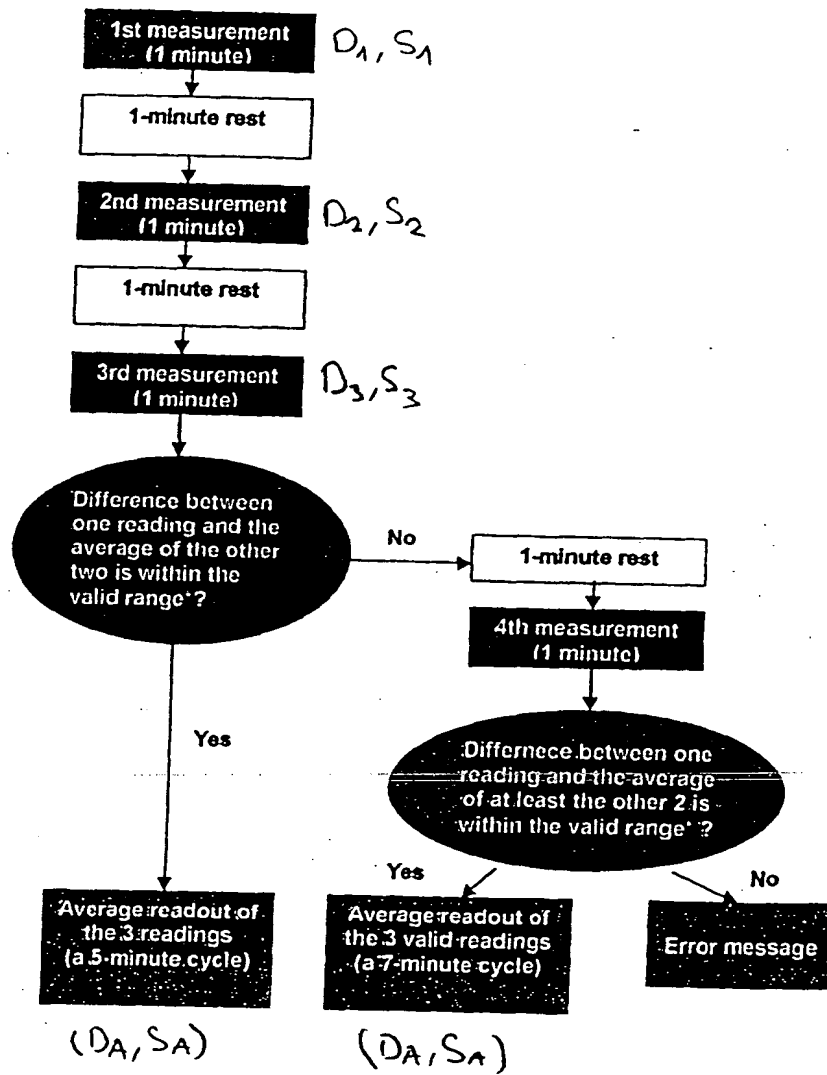 1st measurement
(1 minute)
D1, S1
1-minute rest
2nd measurement
(1 minute)
D2, S2
1-minute rest
3rd measurement
(1 minute)
D3, S3
Difference between
one reading and the
average of the other
two is within the
valid range*?
No
1-minute rest
4th measurement
(1 minute)
Yes
Differnece between one
reading and the average
of at least the other 2 is
within the valid range* ?
Yes
No
Average readout of
the 3 readings
(a 5-minute cycle)
Average readout of
the 3 valid readings
(a 7-minute cycle)
Error message
(DA, SA)
(DA, SA)